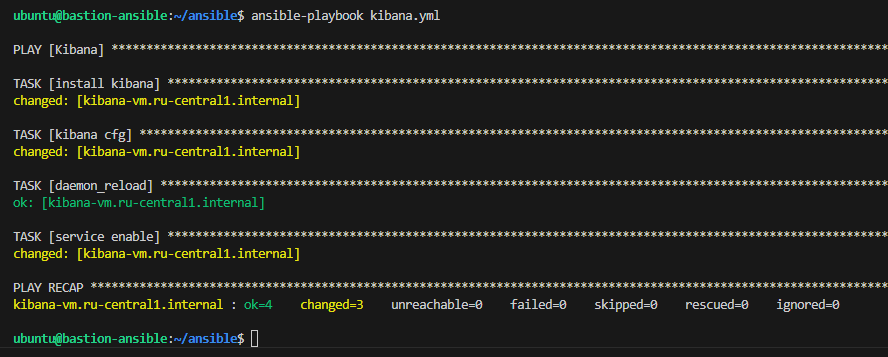 ubuntu@bastion-ansible:~/ansible$ ansible-playbook kibana.yml
PLAY [Kibana] ***************************************************************************************************************
TASK [install kibana] *******************************************************************************************************
changed: [kibana-vm.ru-central1.internal]
TASK [kibana cfg] ***********************************************************************************************************
changed: [kibana-vm.ru-central1.internal]
TASK [daemon_reload] ********************************************************************************************************
ok: [kibana-vm.ru-central1.internal]
TASK [service enable] *******************************************************************************************************
changed: [kibana-vm.ru-central1.internal]
PLAY RECAP ******************************************************************************************************************
kibana-vm.ru-central1.internal : ok=4    changed=3    unreachable=0    failed=0    skipped=0    rescued=0    ignored=0
ubuntu@bastion-ansible:~/ansible$